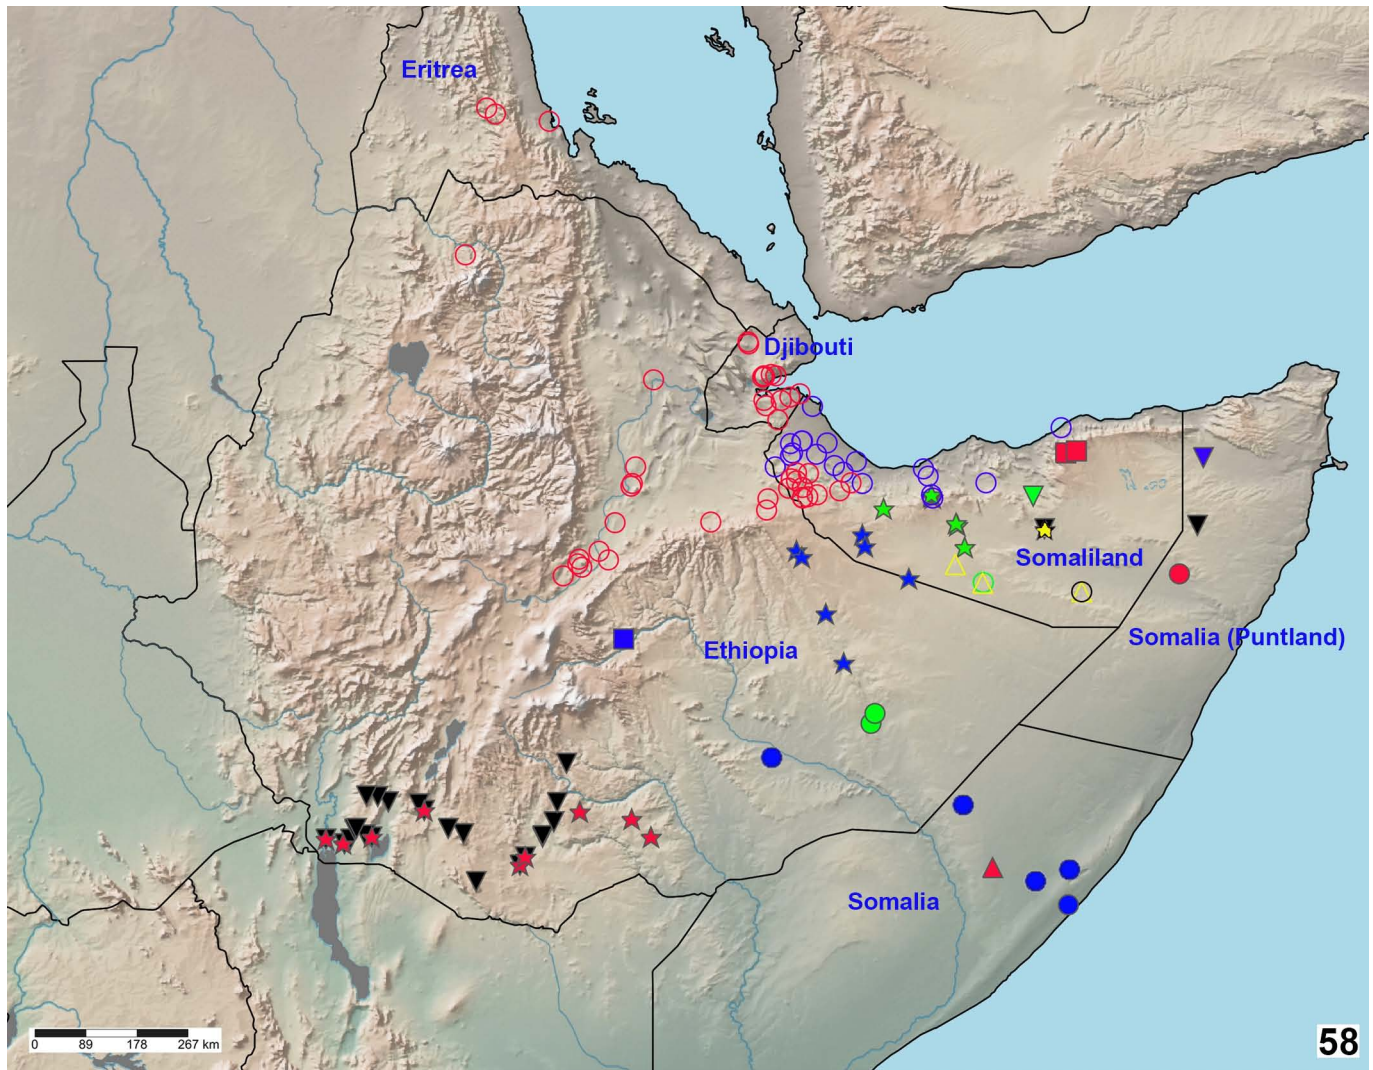 Eritrea
Djibouti
Somaliland
Somalia (Puntland)
Ethiopia
Somalia
0 89 178 267 km
58